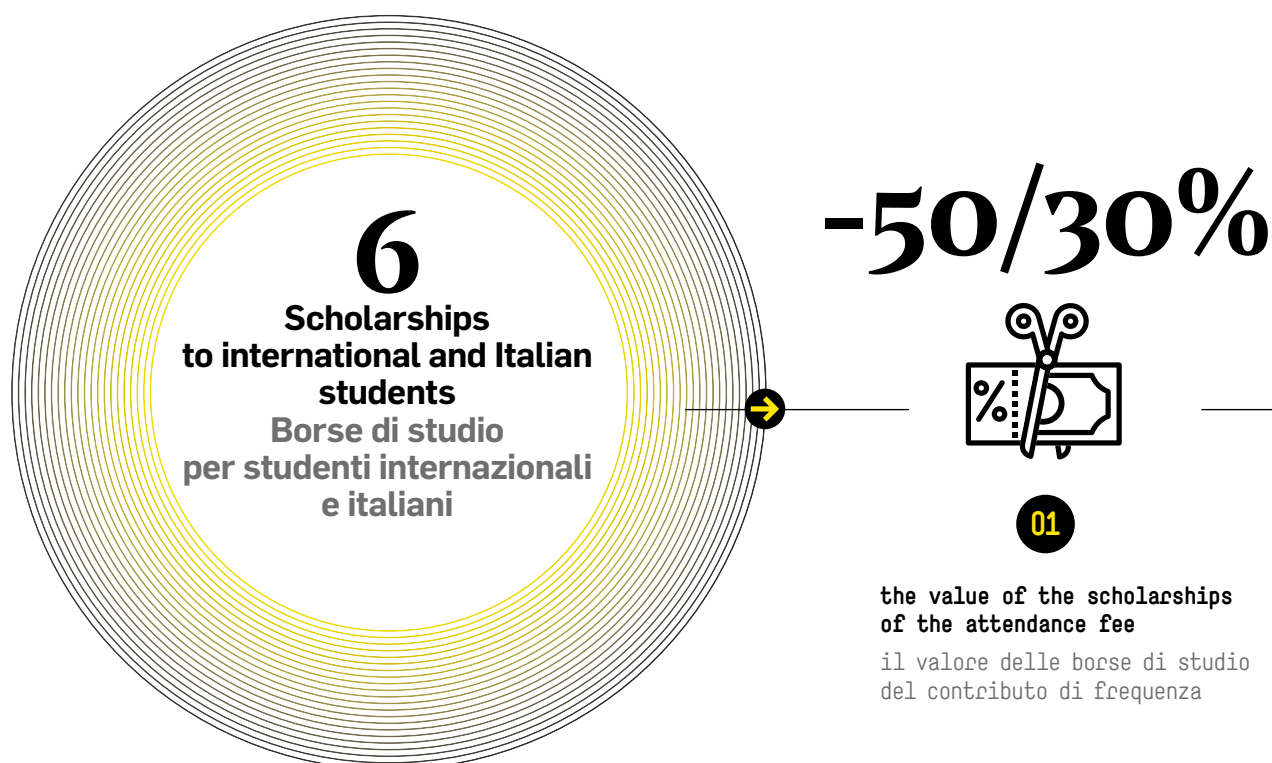 6
Scholarships
to international and Italian
students
Borse di studio
per studenti internazionali
e italiani
-50/30%
%
01
the value of the scholarships
of the attendance fee
il valore delle borse di studio
del contributo di frequenza